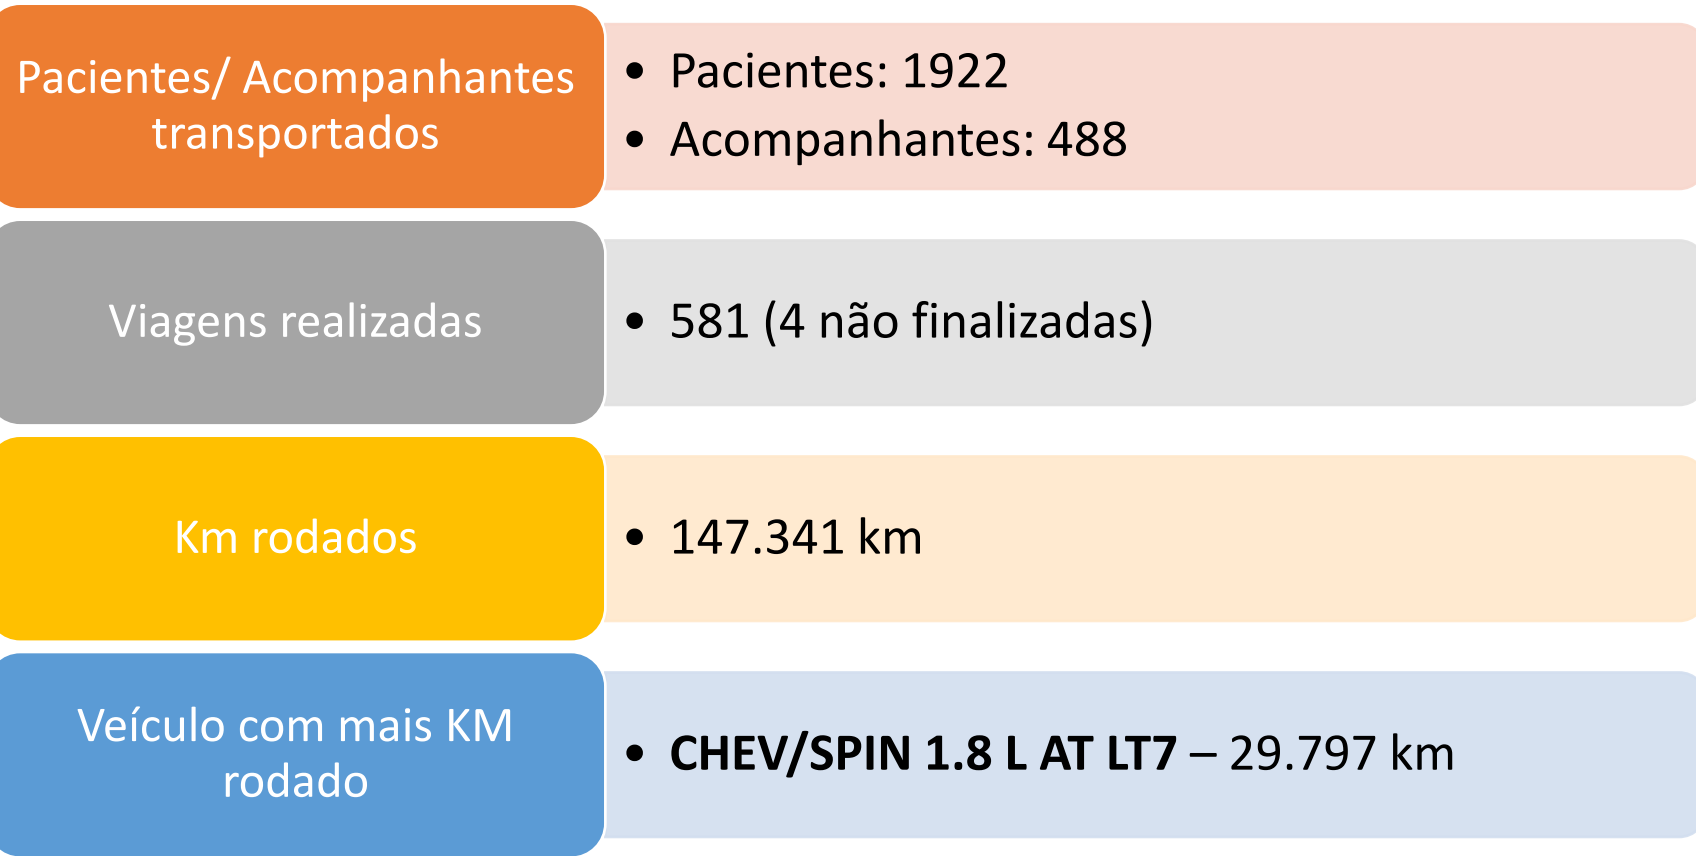 Pacientes/ Acompanhantes
transportados
• Pacientes: 1922
• Acompanhantes: 488
Viagens realizadas
• 581 (4 não finalizadas)
Km rodados
• 147.341 km
Veículo com mais KM
rodado
• CHEV/SPIN 1.8 L AT LT7 – 29.797 km